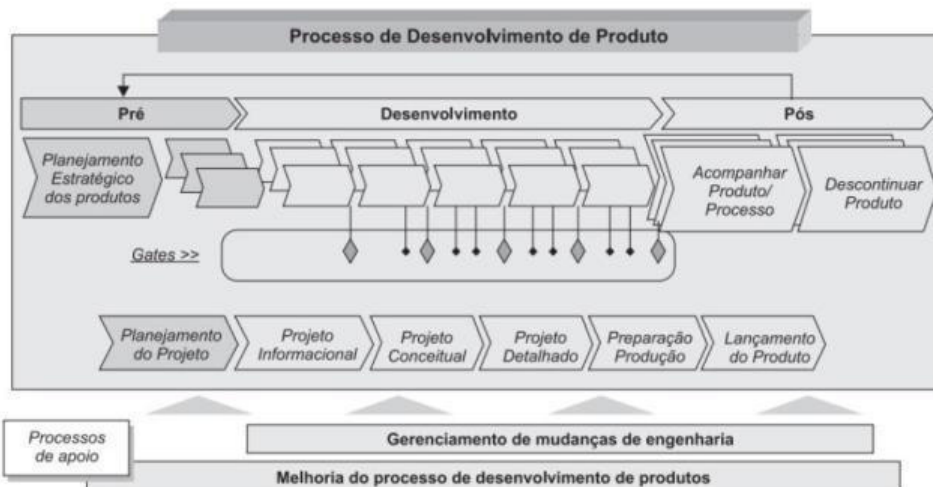 Processo de Desenvolvimento de Produto
Pré
Desenvolvimento
Pós
Planejamento
Estratégico
dos produtos
Acompanhar
Produto/
Processo
Descontinuar
Produto
Gates >>
Planejamento
do Projeto
Projeto
Informacional
Projeto
Conceitual
Projeto
Detalhado
Preparação
Produção
Lançamento
do Produto
Processos
de apoio
Gerenciamento de mudanças de engenharia
Melhoria do processo de desenvolvimento de produtos